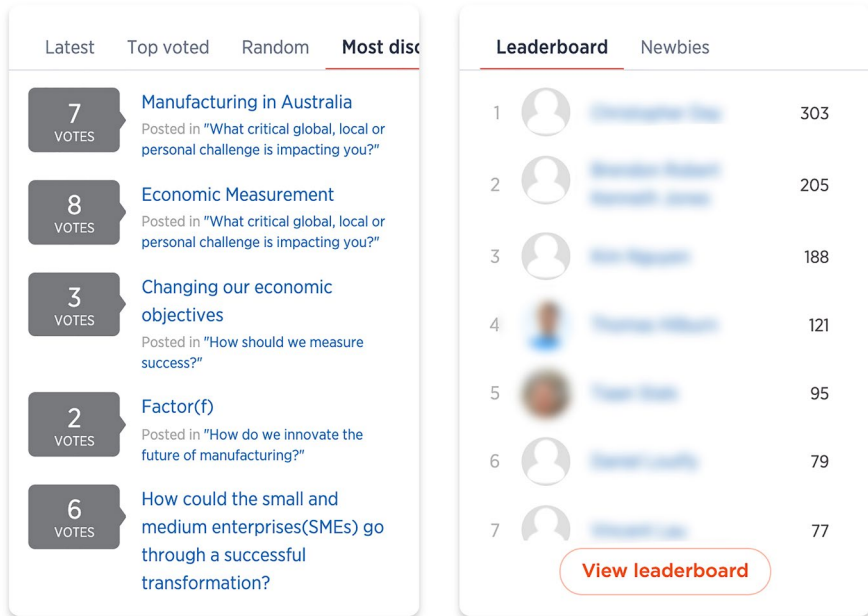 Latest Top voted Random Most disc
7
VOTES
Manufacturing in Australia
Posted in "What critical global, local or
personal challenge is impacting you?"
8
VOTES
Economic Measurement
Posted in "What critical global, local or
personal challenge is impacting you?"
3
VOTES
Changing our economic
objectives
Posted in "How should we measure
success?"
2
VOTES
Factor(f)
Posted in "How do we innovate the
future of manufacturing?"
6
VOTES
How could the small and
medium enterprises(SMEs) go
through a successful
transformation?
Leaderboard Newbies
1 303
2 205
3 188
4 121
5 95
6 79
7 77
View leaderboard